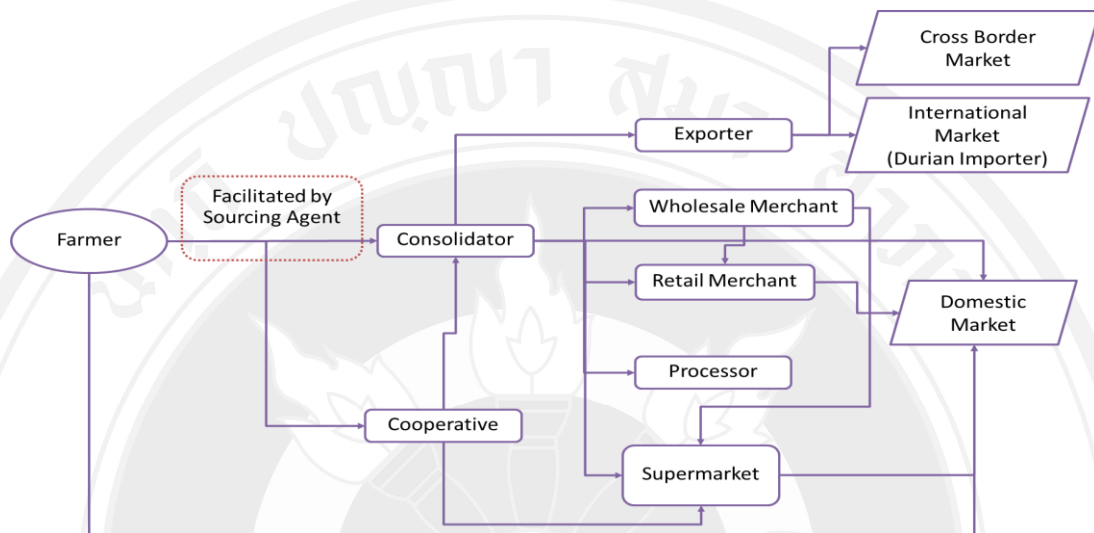 Cross Border
Market
International
Market
(Durian Importer)
Exporter
Facilitated by
Sourcing Agent
Wholesale Merchant
Farmer
Consolidator
Retail Merchant
Domestic
Market
Processor
Cooperative
Supermarket